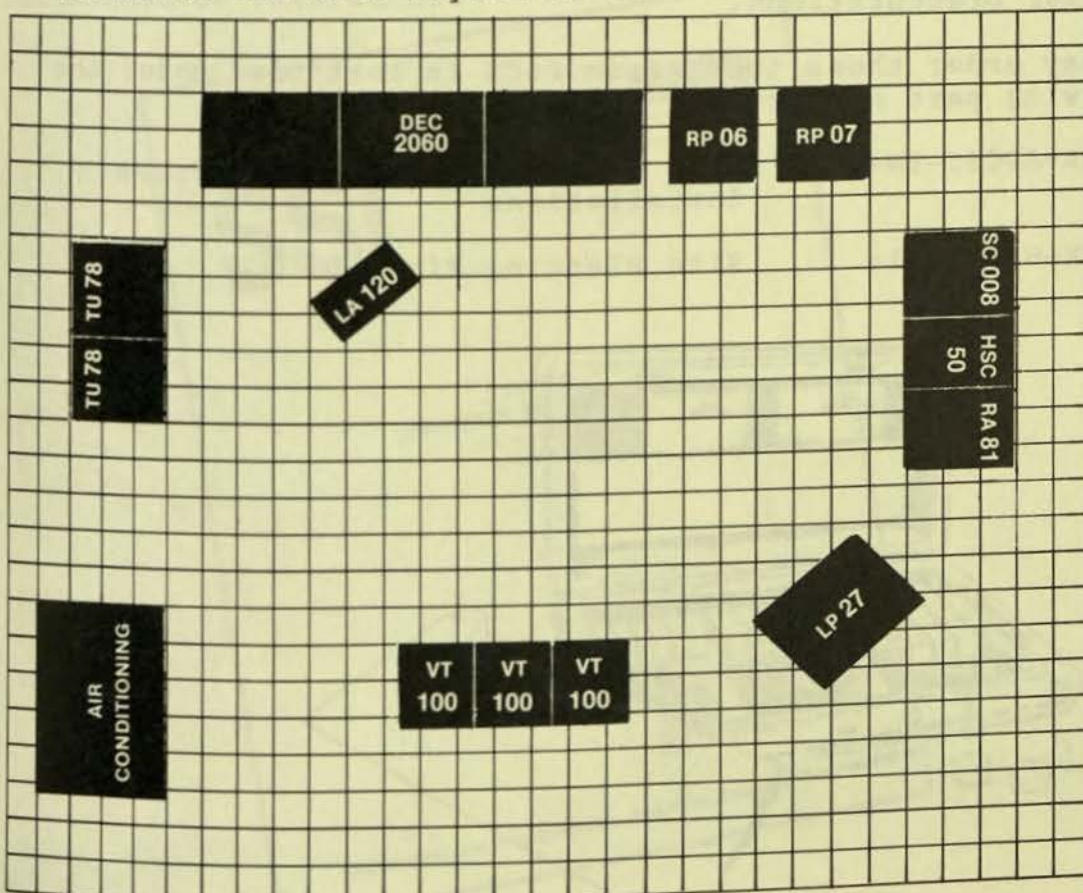 DEC
2060
RP 06
RP 07
TU 78
TU 78
LA 120
SC 008
HSC
50
RA 81
LP 27
VT
100
VT
100
VT
100
AIR
CONDITIONING